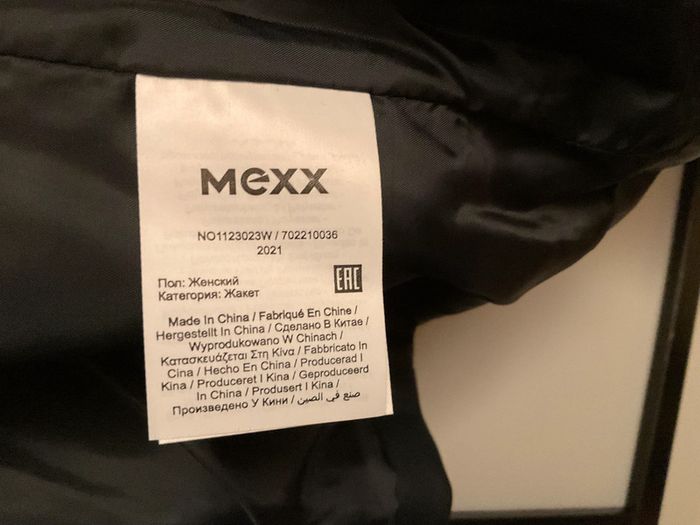 MEXX
NO1123023W / 702210036
2021
Пол: Женский
Категория: Жакет
EAC
Made In China / Fabriqué En Chine /
Hergestellt In China / Сделано В Китае /
Wyprodukowano W Chinach /
Κατασκευάζεται Στη Κίνα / Fabbricato In
Cina / Hecho En China / Producerad I
Kina / Produceret I Kina / Geproduceerd
In China / Produsert I Kina /
Произведено У Кини / صنع في الصين